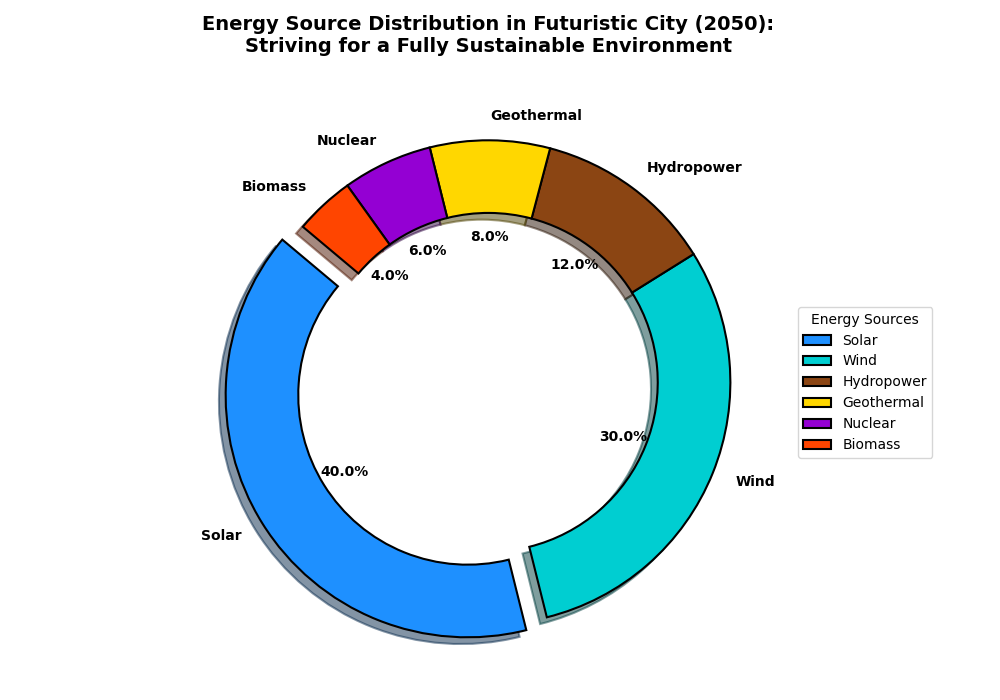 Energy Source Distribution in Futuristic City (2050):
Striving for a Fully Sustainable Environment
Geothermal
Nuclear
Hydropower
Biomass
8.0%
6.0%
12.0%
4.0%
Energy Sources
Solar
Wind
Hydropower
Geothermal
Nuclear
Biomass
30.0%
40.0%
Wind
Solar